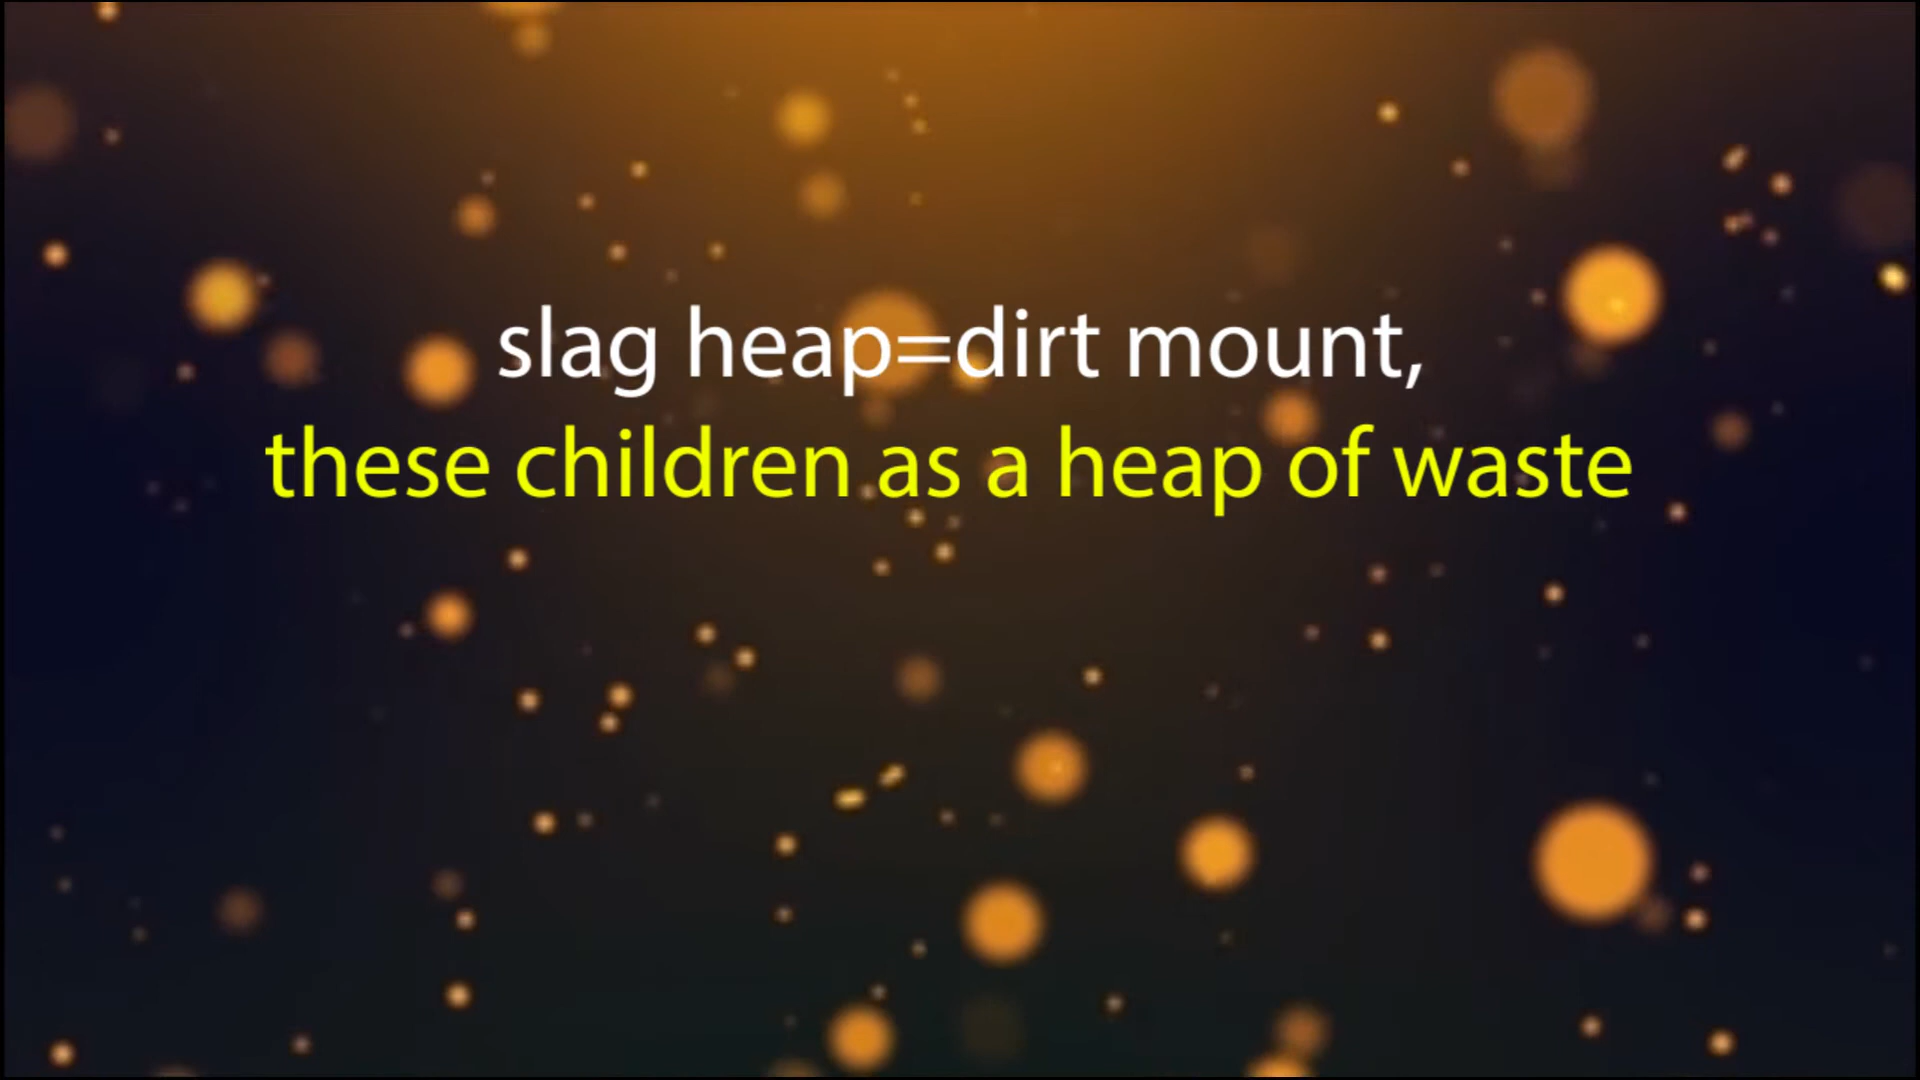 slag heap=dirt mount,
these children as a heap of waste